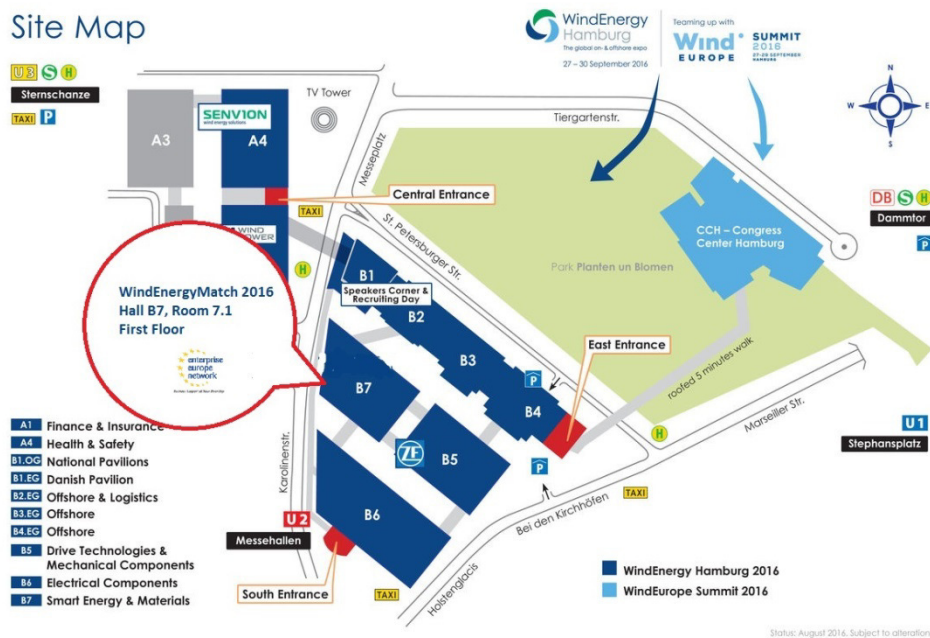 Site Map
WindEnergy
Hamburg
The global on- & offshore expo
27 – 30 September 2016
Teaming up with
Wind
EUROPE
SUMMIT
2016
27-29 SEPTEMBER
HAMBURG
U3 S H
Sternschanze
TAXI P
A3
SENVION
wind energy solutions
A4
TV Tower
Messeplatz
Tiergartenstr.
N
W E
S
Central Entrance
TAXI
WIND
H
St. Petersburger Str.
DB S H
Dammtor
P
CCH – Congress
Center Hamburg
Park Planten un Blomen
B1
Speakers Corner &
Recruiting Day
B2
B3
B4
WindEnergyMatch 2016
Hall B7, Room 7.1
First Floor
enterprise
europe
network
East Entrance
P
roofed 5 minutes walk
B7
ZF
B5
B6
H
Marseiller Str.
U1
Stephansplatz
P
TAXI
Bei den Kirchhöfen
Karolinenstr.
U2
Messehallen
South Entrance
TAXI
Holstenglacis
A1 Finance & Insurance
A4 Health & Safety
B1.OG National Pavilions
B1.EG Danish Pavilion
B2.EG Offshore & Logistics
B3.EG Offshore
B4.EG Offshore
B5 Drive Technologies &
Mechanical Components
B6 Electrical Components
B7 Smart Energy & Materials
WindEnergy Hamburg 2016
WindEurope Summit 2016
Status: August 2016. Subject to alteration